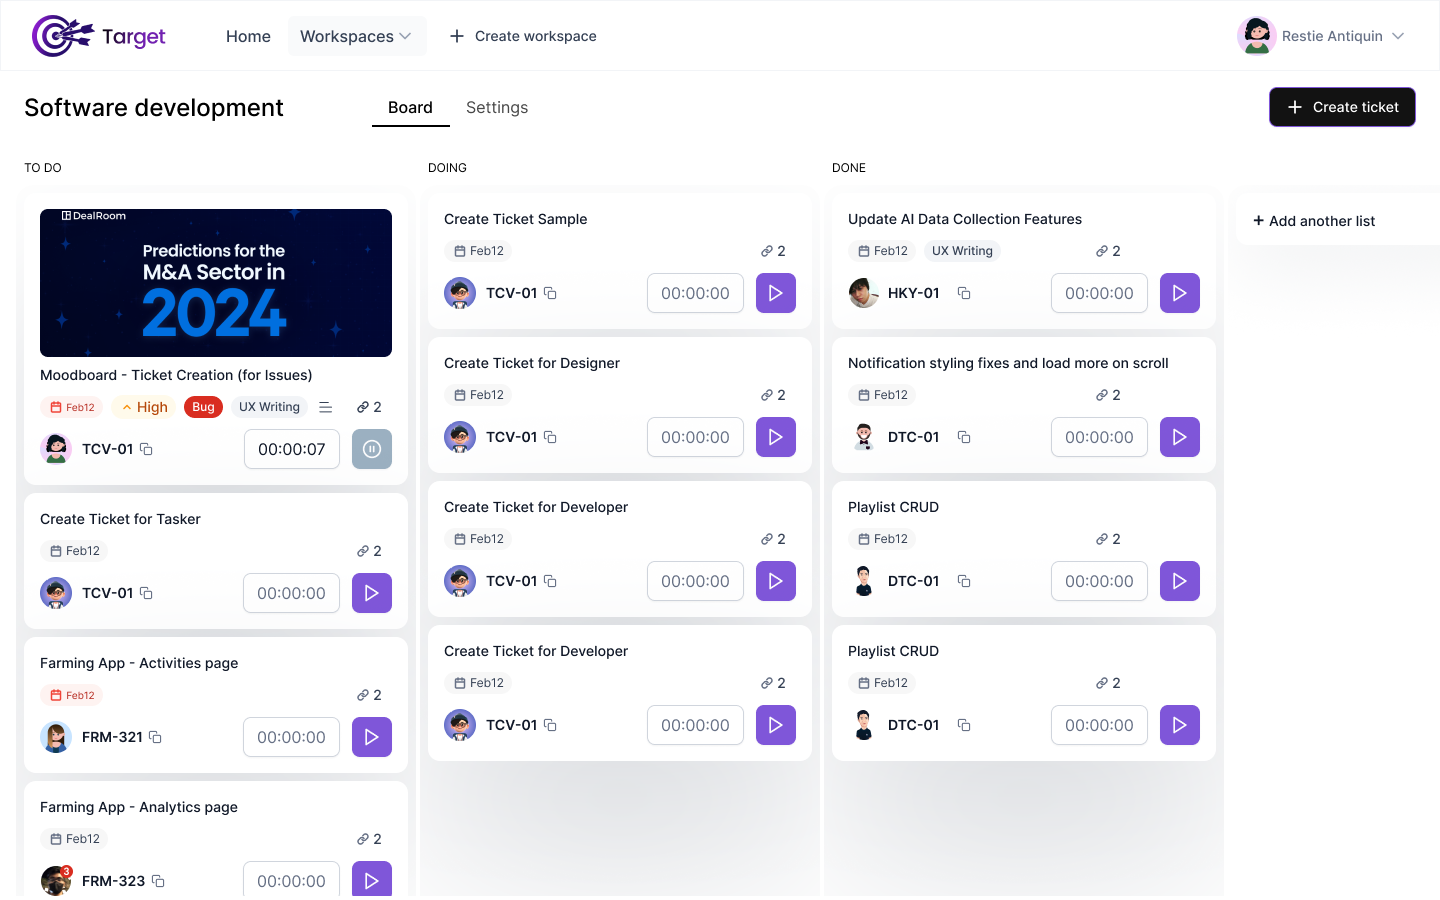 Target
Home
Workspaces
Create workspace
Restie Antiquin
Software development
Board
Settings
Create ticket
TO DO
DealRoom
Predictions for the
M&A Sector in
2024
Moodboard - Ticket Creation (for Issues)
Feb12 High Bug UX Writing 2
TCV-01 00:00:07
Create Ticket for Tasker
Feb12 2
TCV-01 00:00:00
Farming App - Activities page
Feb12 2
FRM-321 00:00:00
Farming App - Analytics page
Feb12 2
3 FRM-323 00:00:00
DOING
Create Ticket Sample
Feb12 2
TCV-01 00:00:00
Create Ticket for Designer
Feb12 2
TCV-01 00:00:00
Create Ticket for Developer
Feb12 2
TCV-01 00:00:00
Create Ticket for Developer
Feb12 2
TCV-01 00:00:00
DONE
Update AI Data Collection Features
Feb12 UX Writing 2
HKY-01 00:00:00
Notification styling fixes and load more on scroll
Feb12 2
DTC-01 00:00:00
Playlist CRUD
Feb12 2
DTC-01 00:00:00
Playlist CRUD
Feb12 2
DTC-01 00:00:00
+ Add another list